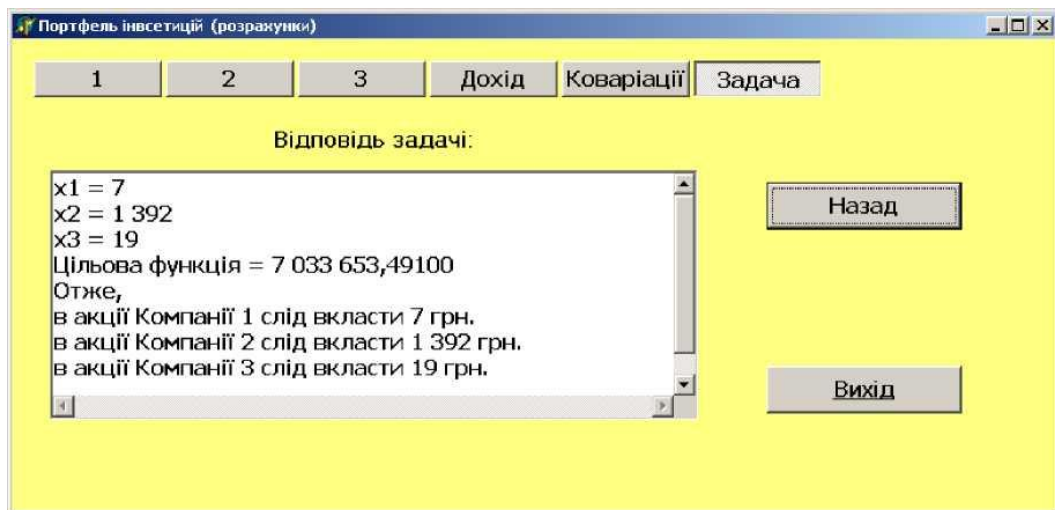 Портфель інвсетицій (розрахунки)
1 2 3 Дохід Коваріації Задача
Відповідь задачі:
x1 = 7
x2 = 1 392
x3 = 19
Цільова функція = 7 033 653,49100
Отже,
в акції Компанії 1 слід вкласти 7 грн.
в акції Компанії 2 слід вкласти 1 392 грн.
в акції Компанії 3 слід вкласти 19 грн.
Назад
Вихід